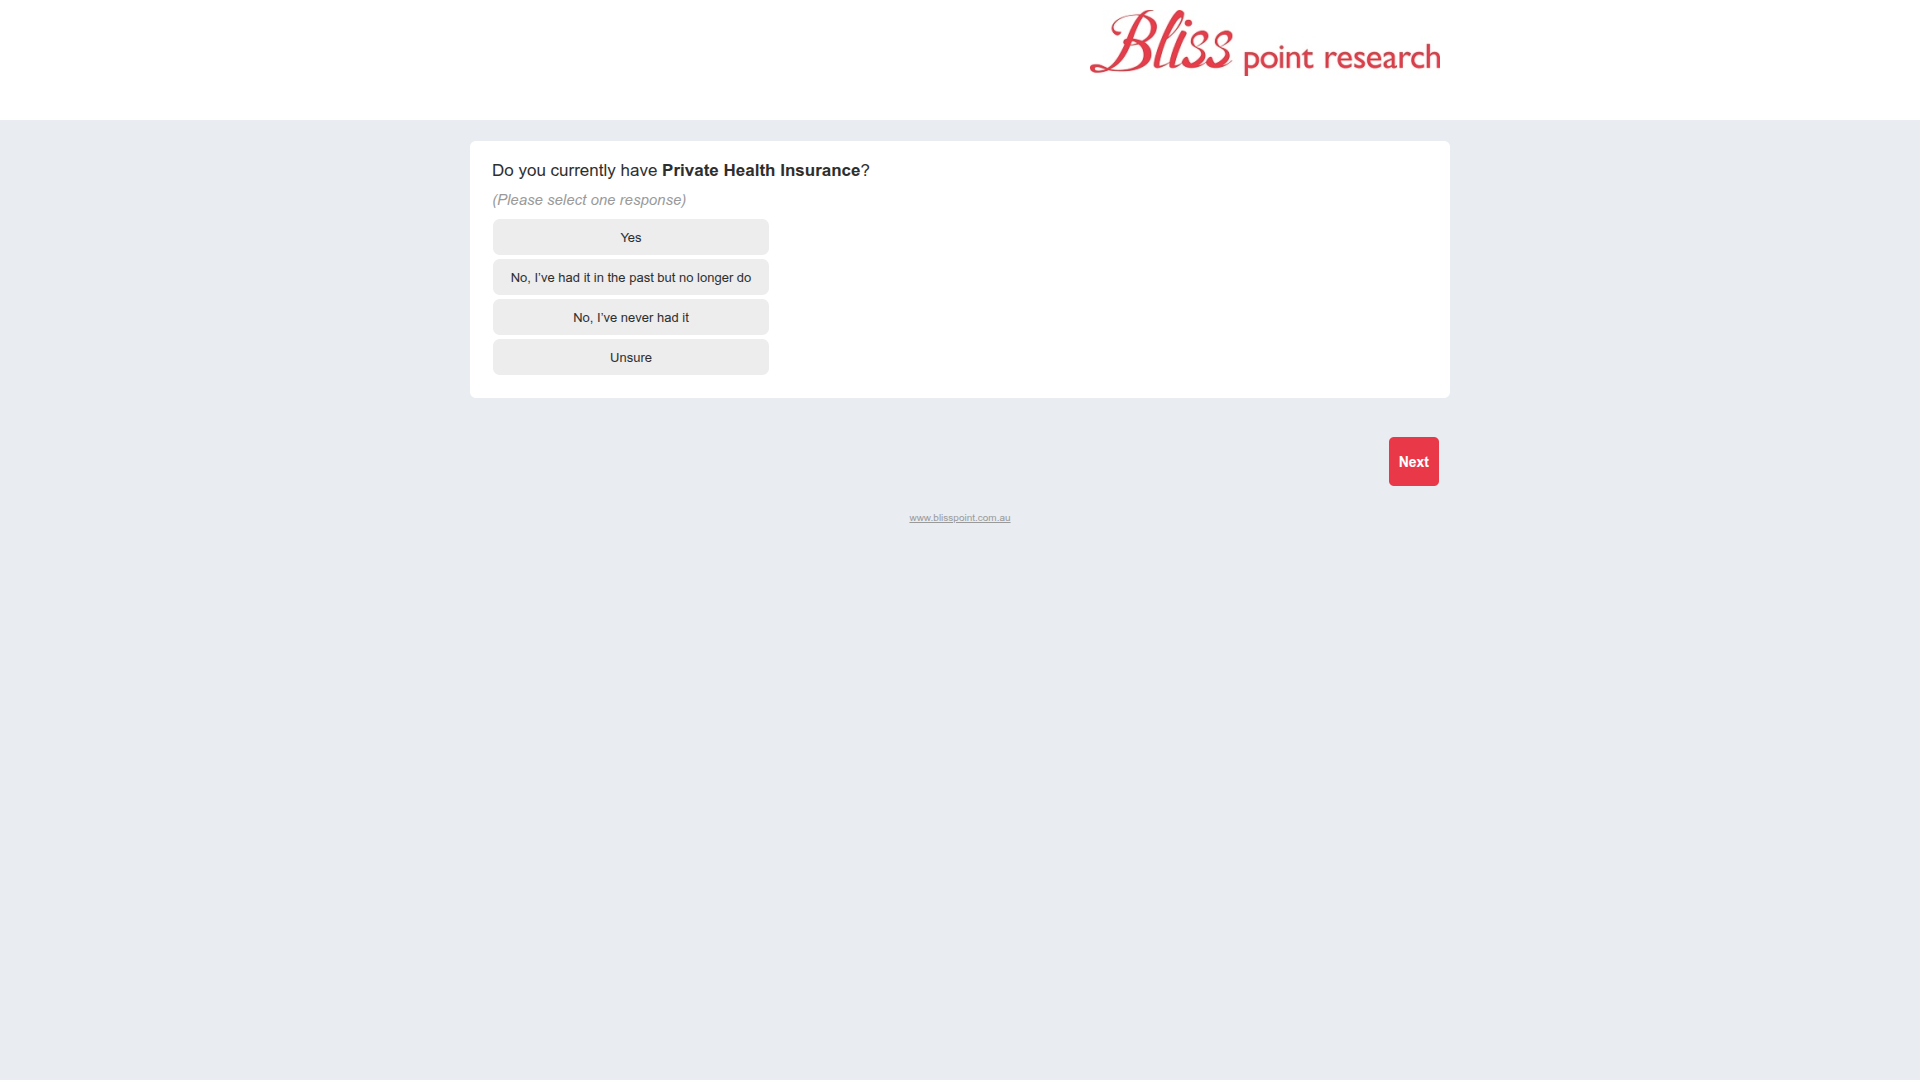 Bliss point research
Do you currently have Private Health Insurance?
(Please select one response)
Yes
No, I’ve had it in the past but no longer do
No, I’ve never had it
Unsure
Next
www.blisspoint.com.au